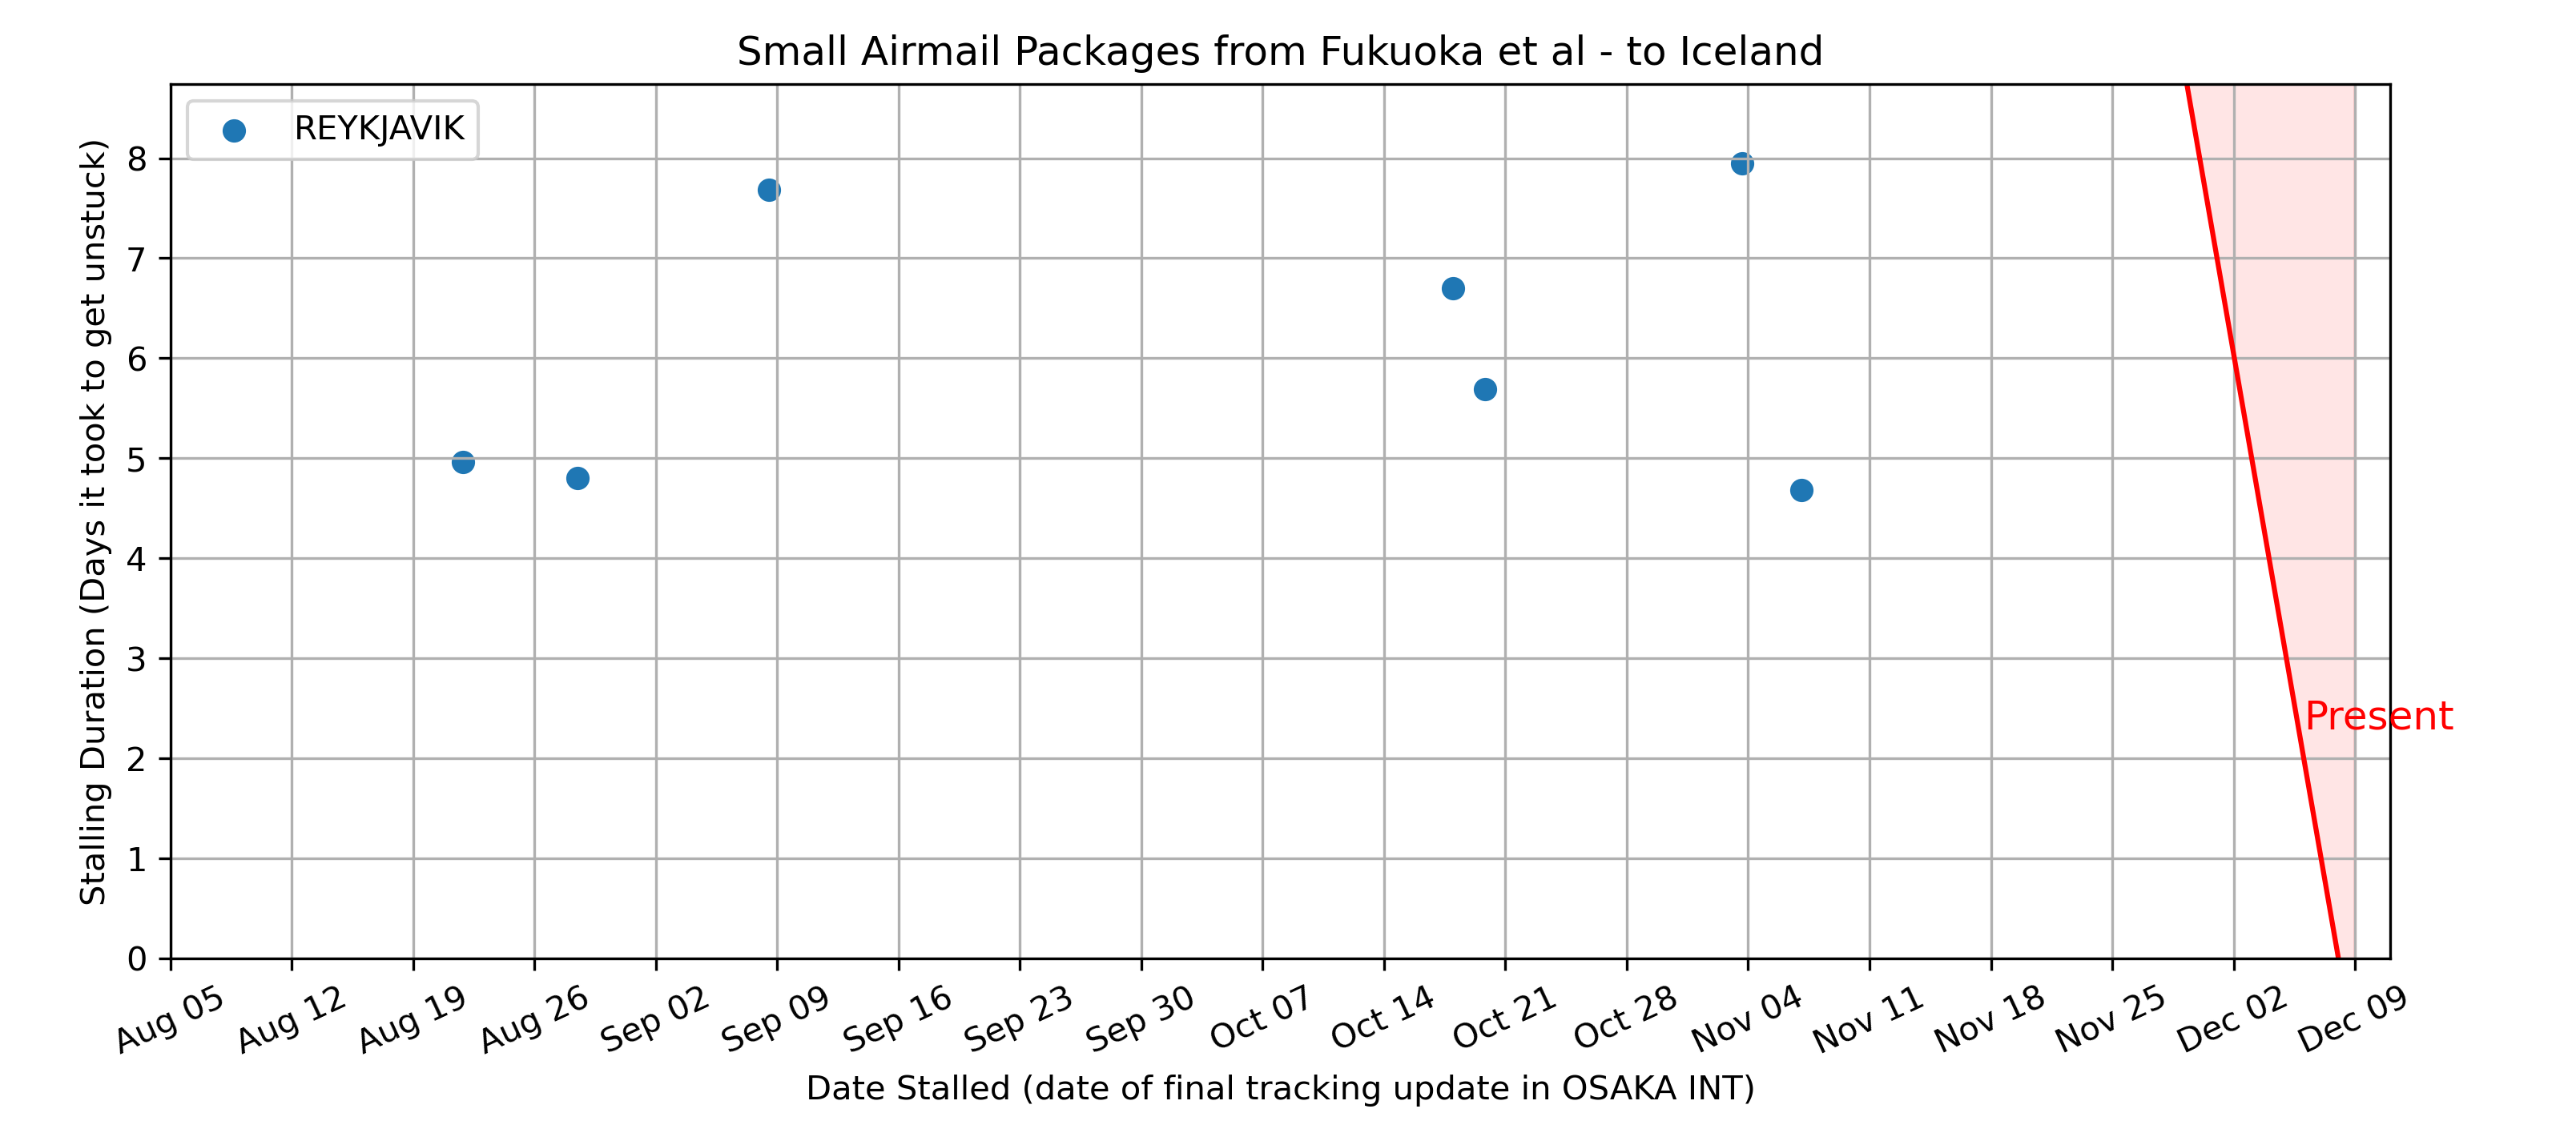 Small Airmail Packages from Fukuoka et al - to Iceland
REYKJAVIK
Stalling Duration (Days it took to get unstuck)
8
7
6
5
4
3
2
1
0
Present
Aug 05
Aug 12
Aug 19
Aug 26
Sep 02
Sep 09
Sep 16
Sep 23
Sep 30
Oct 07
Oct 14
Oct 21
Oct 28
Nov 04
Nov 11
Nov 18
Nov 25
Dec 02
Dec 09
Date Stalled (date of final tracking update in OSAKA INT)